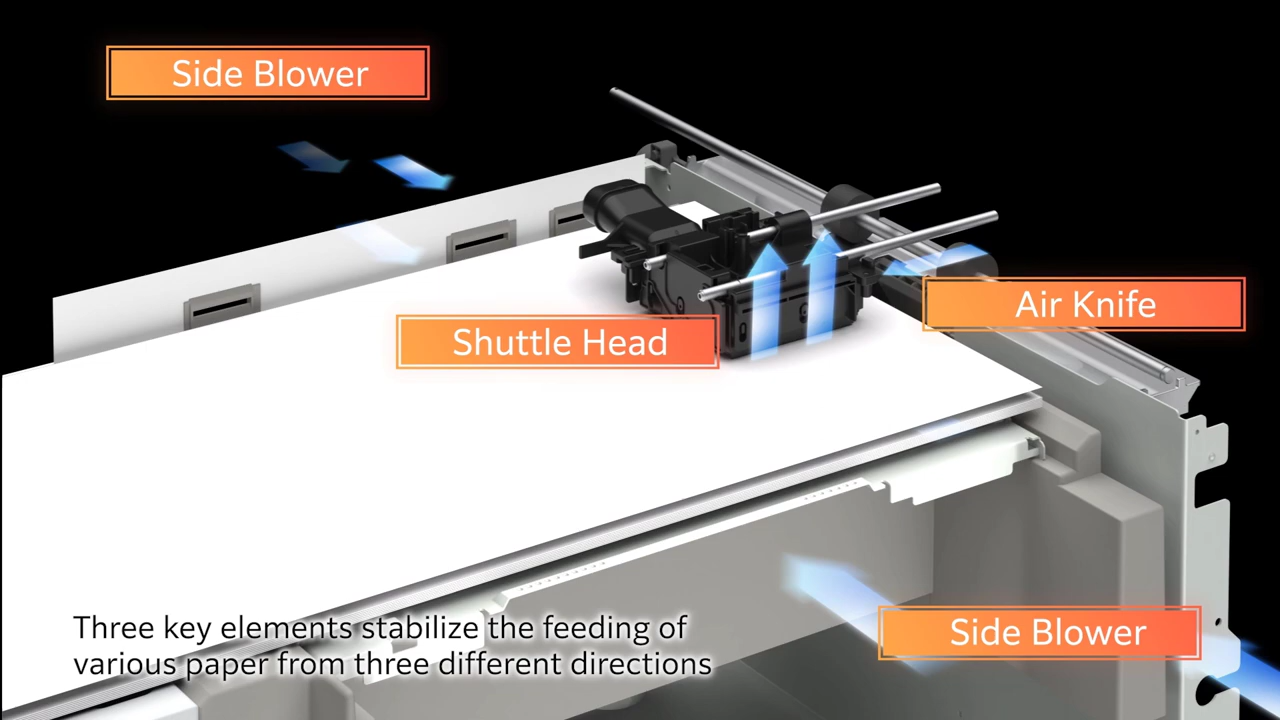 Side Blower
Air Knife
Shuttle Head
Side Blower
Three key elements stabilize the feeding of
various paper from three different directions